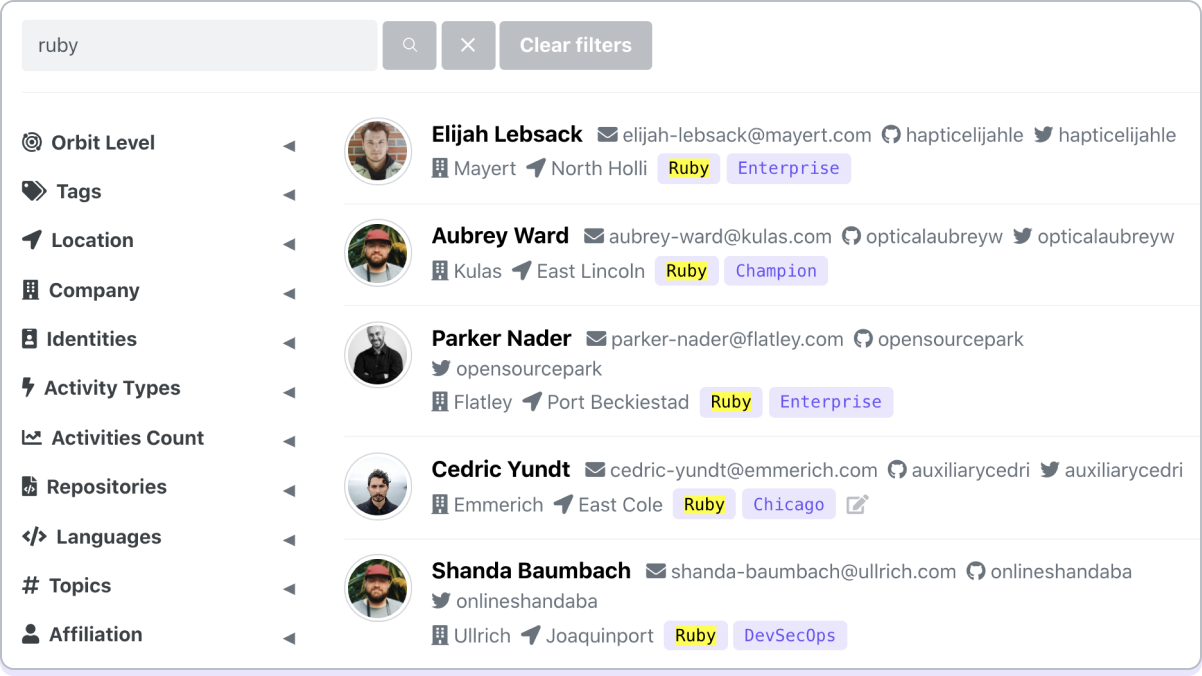 ruby
Clear filters
Orbit Level
Tags
Location
Company
Identities
Activity Types
Activities Count
Repositories
Languages
Topics
Affiliation
Elijah Lebsack elijah-lebsack@mayert.com hapticelijahle hapticelijahle
Mayert North Holli Ruby Enterprise
Aubrey Ward aubrey-ward@kulas.com opticalaubreyw opticalaubreyw
Kulas East Lincoln Ruby Champion
Parker Nader parker-nader@flatley.com opensourcepark
opensourcepark
Flatley Port Beckiestad Ruby Enterprise
Cedric Yundt cedric-yundt@emmerich.com auxiliarycedri auxiliarycedri
Emmerich East Cole Ruby Chicago
Shanda Baumbach shanda-baumbach@ullrich.com onlineshandaba
onlineshandaba
Ullrich Joaquinport Ruby DevSecOps